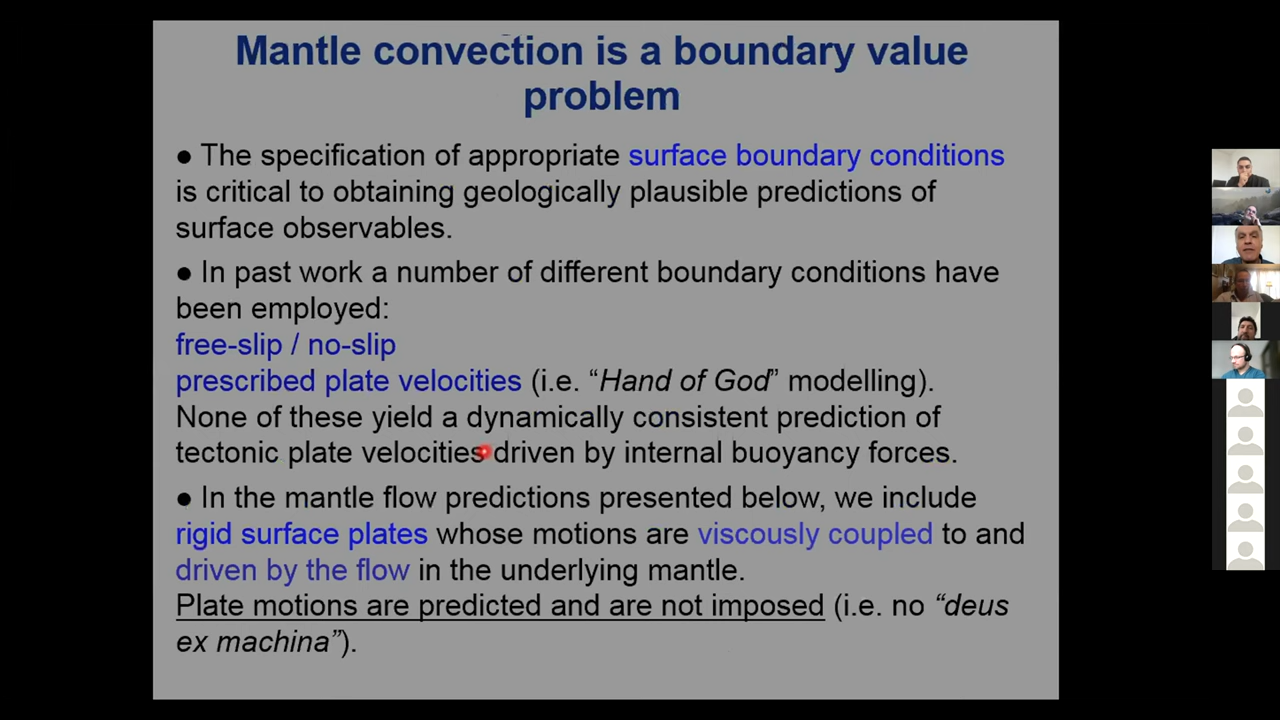 Mantle convection is a boundary value
problem
● The specification of appropriate surface boundary conditions
is critical to obtaining geologically plausible predictions of
surface observables.
● In past work a number of different boundary conditions have
been employed:
free-slip / no-slip
prescribed plate velocities (i.e. “Hand of God” modelling).
None of these yield a dynamically consistent prediction of
tectonic plate velocities driven by internal buoyancy forces.
● In the mantle flow predictions presented below, we include
rigid surface plates whose motions are viscously coupled to and
driven by the flow in the underlying mantle.
Plate motions are predicted and are not imposed (i.e. no “deus
ex machina”).